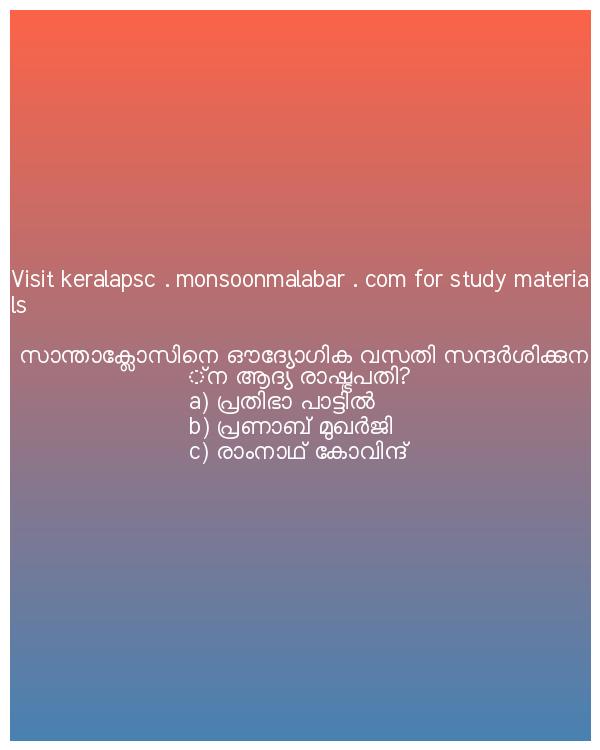 Visit keralapsc . monsoonmalabar . com for study materia
ls
സാന്താക്ലോസിനെ ഔദ്യോഗിക വസതി സന്ദർശിക്കുന
്ന ആദ്യ രാഷ്ട്രപതി?
a) പ്രതിഭാ പാട്ടിൽ
b) പ്രണാബ് മുഖർജി
c) രാംനാഥ് കോവിന്ദ്